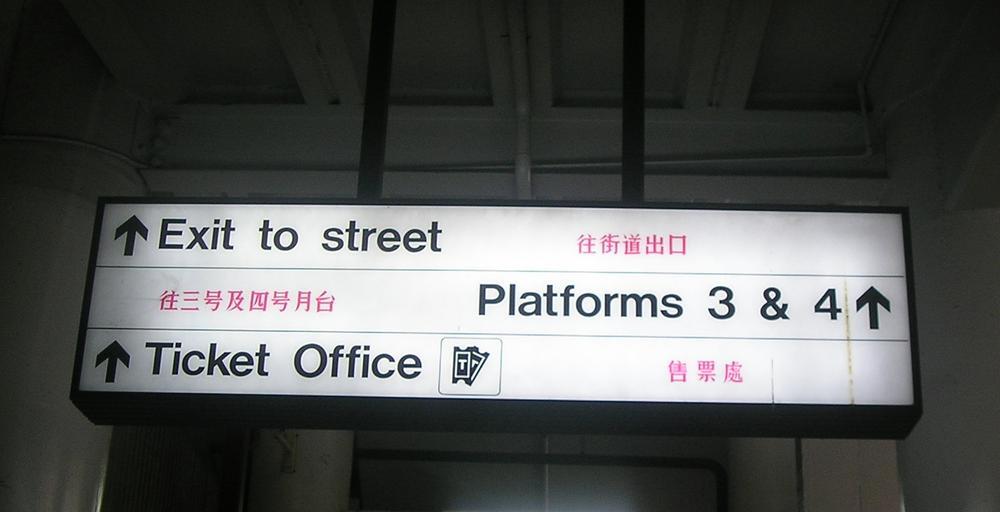 Exit to street 往街道出口
往三号及四号月台 Platforms 3 & 4
Ticket Office 售票處